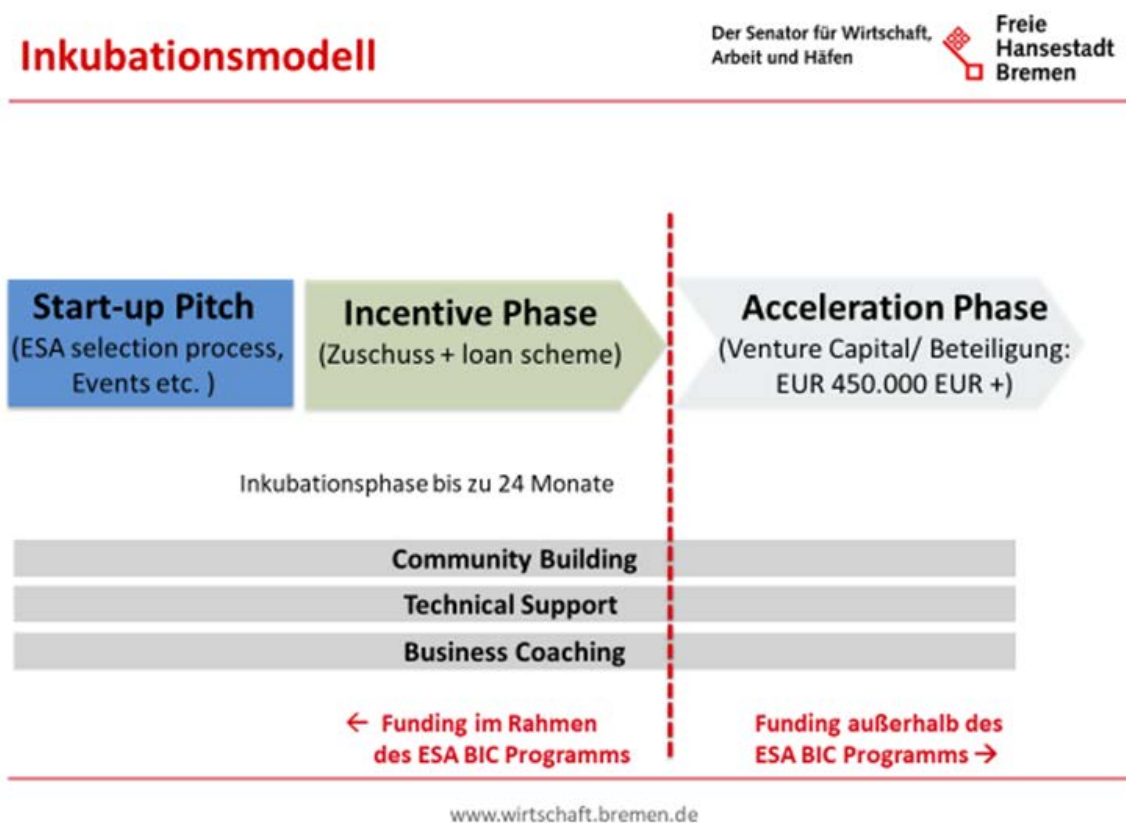 Inkubationsmodell
Der Senator für Wirtschaft,
Arbeit und Häfen
Freie
Hansestadt
Bremen
Start-up Pitch
(ESA selection process,
Events etc. )
Incentive Phase
(Zuschuss + loan scheme)
Acceleration Phase
(Venture Capital/ Beteiligung:
EUR 450.000 EUR +)
Inkubationsphase bis zu 24 Monate
Community Building
Technical Support
Business Coaching
← Funding im Rahmen
des ESA BIC Programms
Funding außerhalb des
ESA BIC Programms →
www.wirtschaft.bremen.de